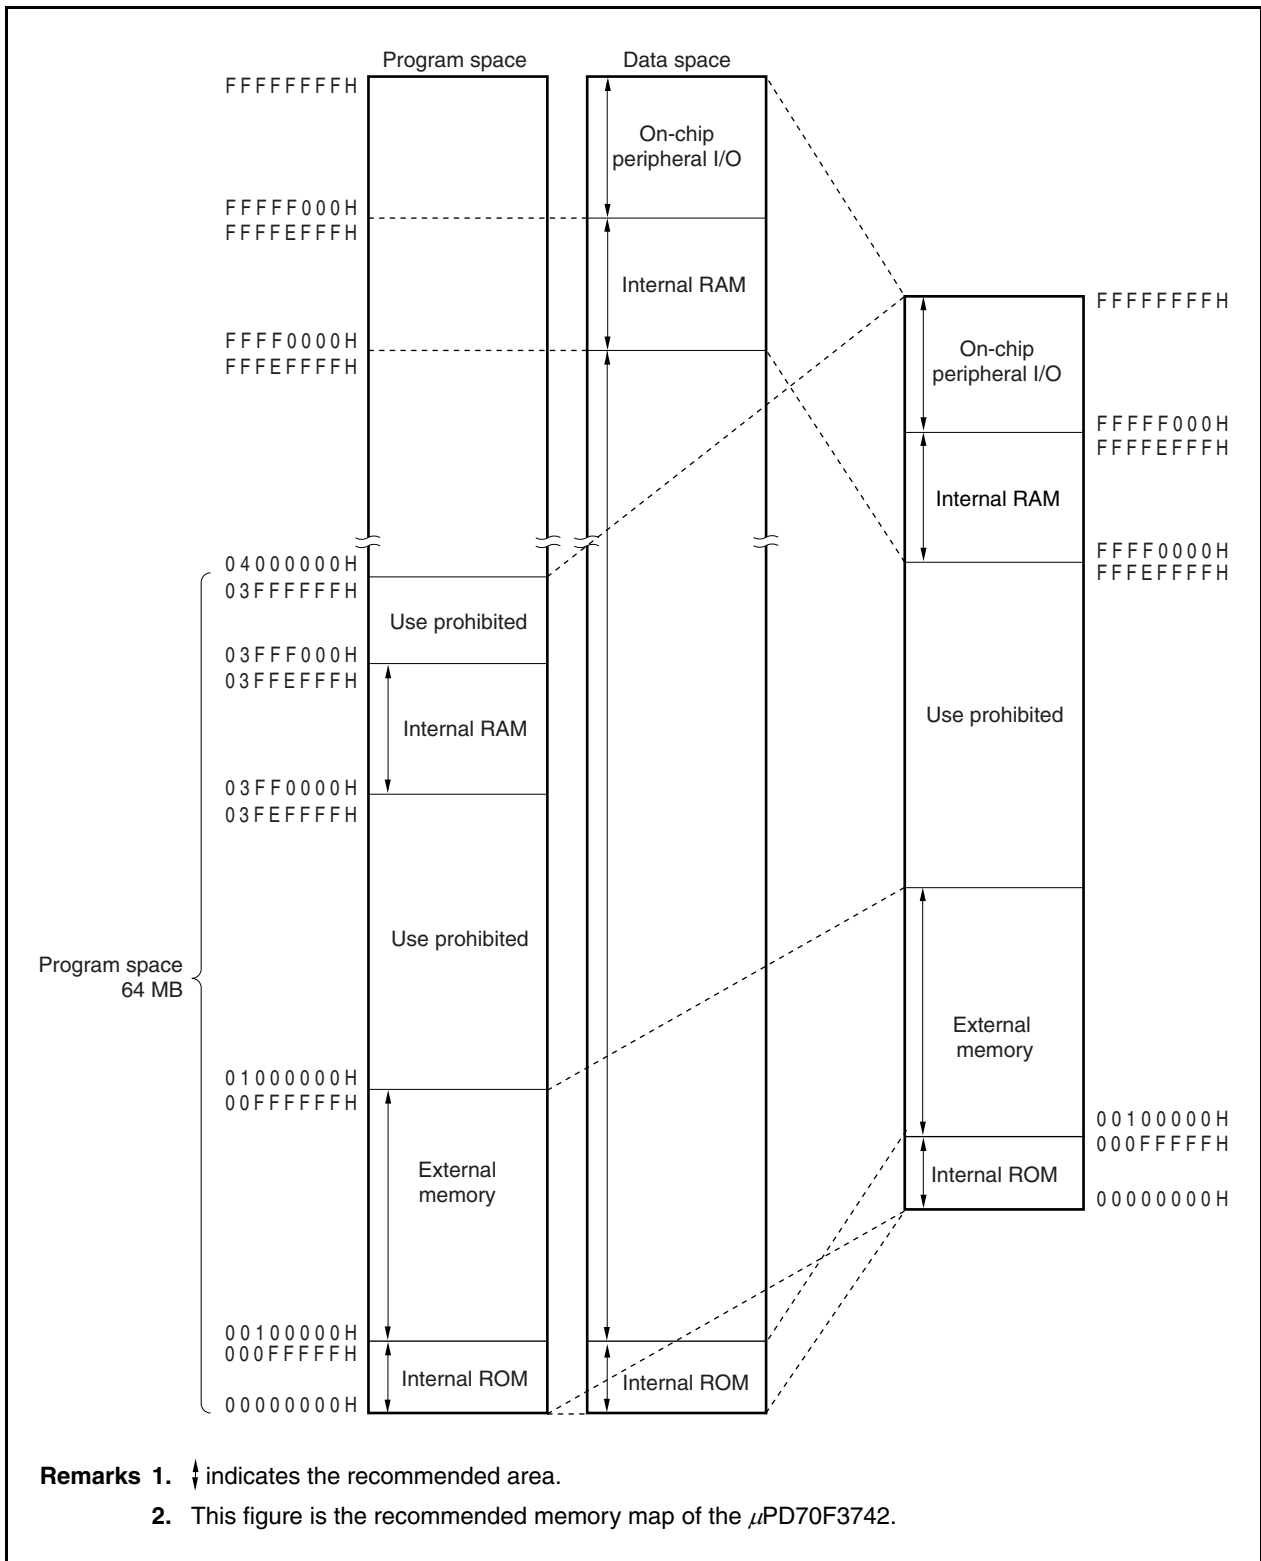 Program space
Data space
FFFFFFFFH
On-chip
peripheral I/O
FFFFF000H
FFFFEFFFH
Internal RAM
FFFF0000H
FFFEFFFFH
04000000H
03FFFFFFH
Use prohibited
03FFF000H
03FFEFFFH
Internal RAM
03FF0000H
03FEFFFFH
Use prohibited
Program space
64 MB
01000000H
00FFFFFFH
External
memory
00100000H
000FFFFFH
Internal ROM
Internal ROM
00000000H
FFFFFFFFH
On-chip
peripheral I/O
FFFFF000H
FFFFEFFFH
Internal RAM
FFFF0000H
FFFEFFFFH
Use prohibited
External
memory
00100000H
000FFFFFH
Internal ROM
00000000H
Remarks 1. indicates the recommended area.
2. This figure is the recommended memory map of the μPD70F3742.